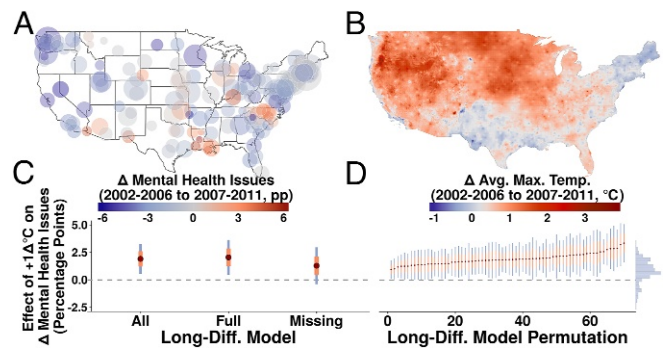 A
B
C
Δ Mental Health Issues
(2002-2006 to 2007-2011, pp)
-6 -3 0 3 6
D
Δ Avg. Max. Temp.
(2002-2006 to 2007-2011, °C)
-1 1 2 3
Effect of +1Δ°C on
Δ Mental Health Issues
(Percentage Points)
5.0
2.5
0.0
-2.5
All Full Missing
Long-Diff. Model
0 20 40 60
Long-Diff. Model Permutation